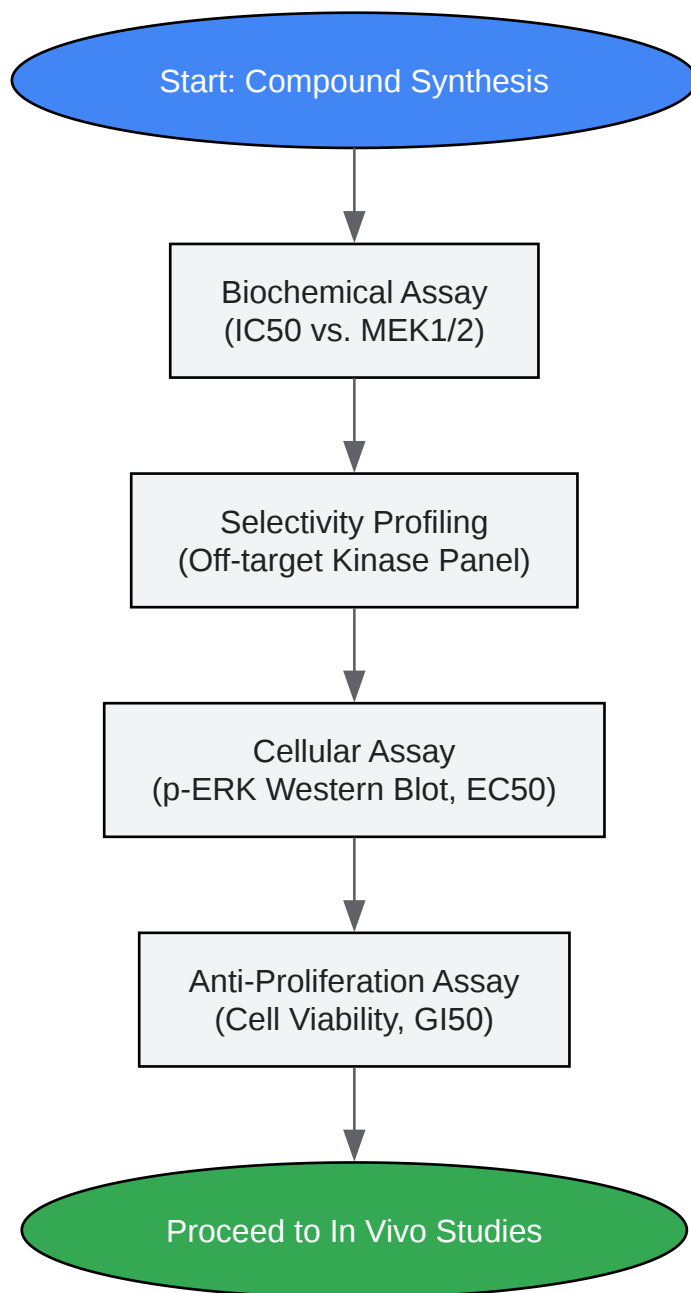 Start: Compound Synthesis
Biochemical Assay
(IC50 vs. MEK1/2)
Selectivity Profiling
(Off-target Kinase Panel)
Cellular Assay
(p-ERK Western Blot, EC50)
Anti-Proliferation Assay
(Cell Viability, GI50)
Proceed to In Vivo Studies